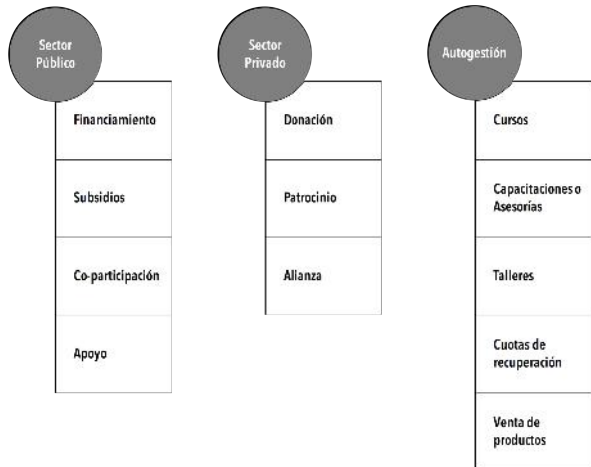 Sector
Público
Financiamiento
Subsidios
Co-participación
Apoyo
Sector
Privado
Donación
Patrocinio
Alianza
Autogestión
Cursos
Capacitaciones o
Asesorías
Talleres
Cuotas de
recuperación
Venta de
productos